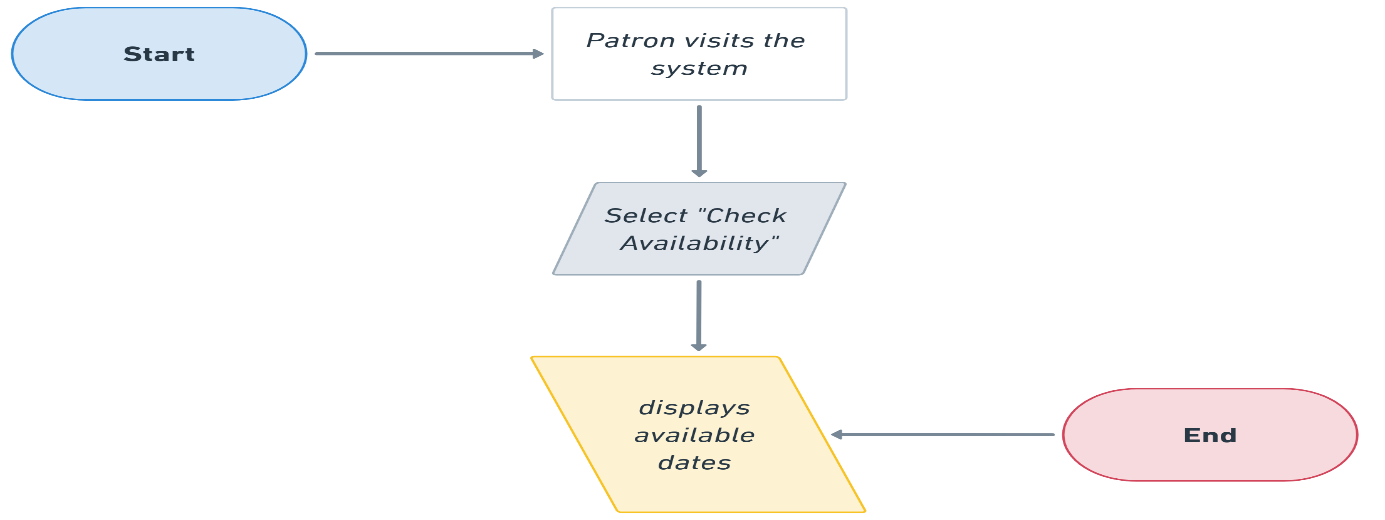 Start
Patron visits the
system
Select "Check
Availability"
displays
available
dates
End